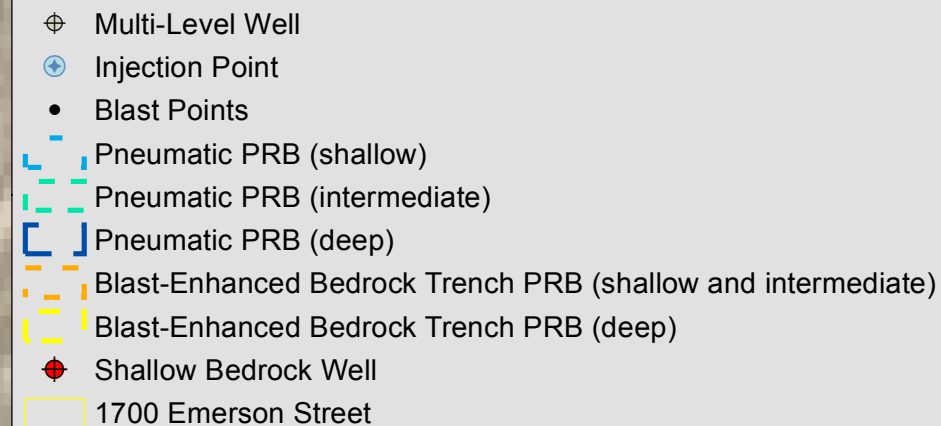 Multi-Level Well
Injection Point
Blast Points
Pneumatic PRB (shallow)
Pneumatic PRB (intermediate)
Pneumatic PRB (deep)
Blast-Enhanced Bedrock Trench PRB (shallow and intermediate)
Blast-Enhanced Bedrock Trench PRB (deep)
Shallow Bedrock Well
1700 Emerson Street